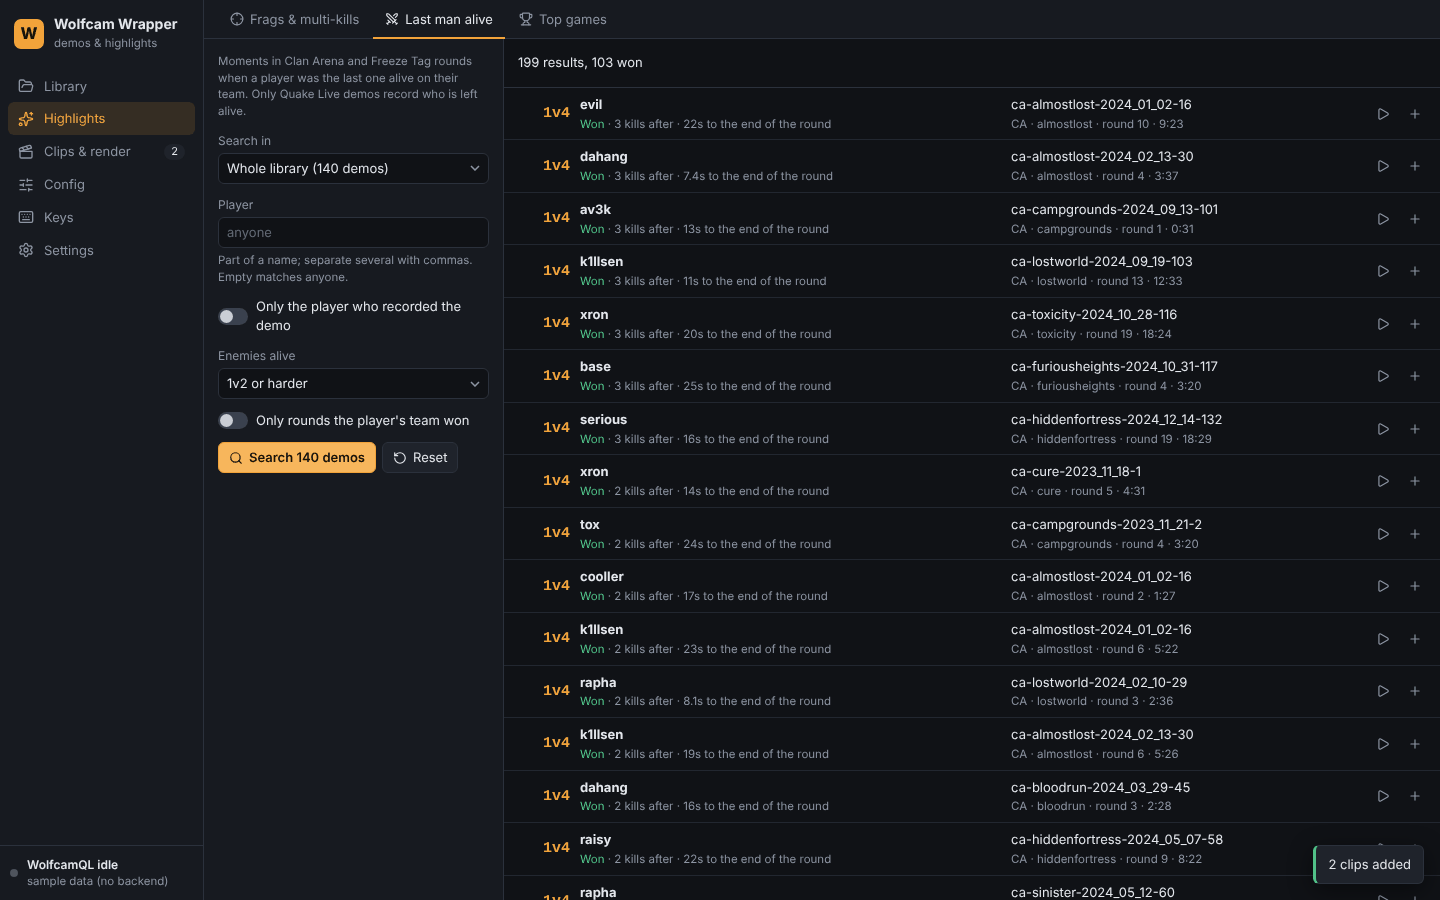 W
Wolfcam Wrapper
demos & highlights
Library
Highlights
Clips & render 2
Config
Keys
Settings
WolfcamQL idle
sample data (no backend)
Frags & multi-kills
Last man alive
Top games
Moments in Clan Arena and Freeze Tag rounds
when a player was the last one alive on their
team. Only Quake Live demos record who is left
alive.
Search in
Whole library (140 demos)
Player
anyone
Part of a name; separate several with commas.
Empty matches anyone.
Only the player who recorded the
demo
Enemies alive
1v2 or harder
Only rounds the player's team won
Search 140 demos
Reset
199 results, 103 won
1v4
evil
Won · 3 kills after · 22s to the end of the round
ca-almostlost-2024_01_02-16
CA · almostlost · round 10 · 9:23
1v4
dahang
Won · 3 kills after · 7.4s to the end of the round
ca-almostlost-2024_02_13-30
CA · almostlost · round 4 · 3:37
1v4
av3k
Won · 3 kills after · 13s to the end of the round
ca-campgrounds-2024_09_13-101
CA · campgrounds · round 1 · 0:31
1v4
k1llsen
Won · 3 kills after · 11s to the end of the round
ca-lostworld-2024_09_19-103
CA · lostworld · round 13 · 12:33
1v4
xron
Won · 3 kills after · 20s to the end of the round
ca-toxicity-2024_10_28-116
CA · toxicity · round 19 · 18:24
1v4
base
Won · 3 kills after · 25s to the end of the round
ca-furiousheights-2024_10_31-117
CA · furiousheights · round 4 · 3:20
1v4
serious
Won · 3 kills after · 16s to the end of the round
ca-hiddenfortress-2024_12_14-132
CA · hiddenfortress · round 19 · 18:29
1v4
xron
Won · 2 kills after · 14s to the end of the round
ca-cure-2023_11_18-1
CA · cure · round 5 · 4:31
1v4
tox
Won · 2 kills after · 24s to the end of the round
ca-campgrounds-2023_11_21-2
CA · campgrounds · round 4 · 3:20
1v4
cooller
Won · 2 kills after · 17s to the end of the round
ca-almostlost-2024_01_02-16
CA · almostlost · round 2 · 1:27
1v4
k1llsen
Won · 2 kills after · 23s to the end of the round
ca-almostlost-2024_01_02-16
CA · almostlost · round 6 · 5:22
1v4
rapha
Won · 2 kills after · 8.1s to the end of the round
ca-lostworld-2024_02_10-29
CA · lostworld · round 3 · 2:36
1v4
k1llsen
Won · 2 kills after · 19s to the end of the round
ca-almostlost-2024_02_13-30
CA · almostlost · round 6 · 5:26
1v4
dahang
Won · 2 kills after · 16s to the end of the round
ca-bloodrun-2024_03_29-45
CA · bloodrun · round 3 · 2:28
1v4
raisy
Won · 2 kills after · 22s to the end of the round
ca-hiddenfortress-2024_05_07-58
CA · hiddenfortress · round 9 · 8:22
1v4
rapha
ca-sinister-2024_05_12-60
2 clips added